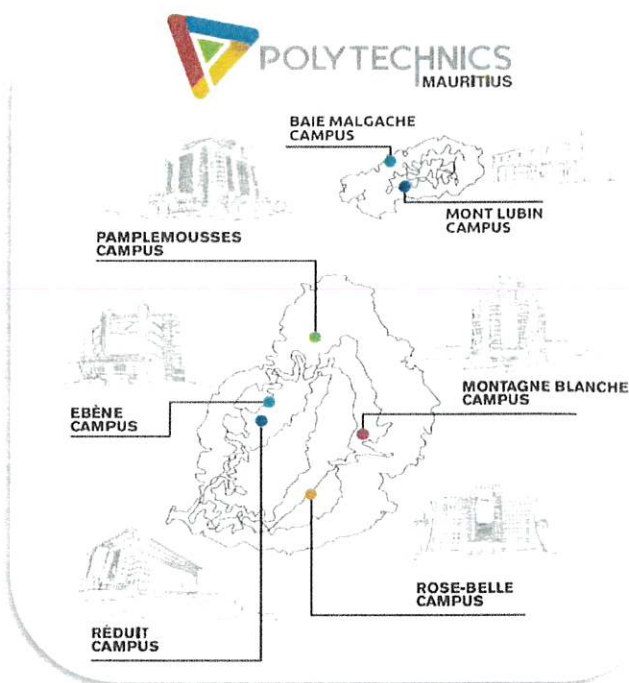 POLYTECHNICS
MAURITIUS
BAIE MALGACHE
CAMPUS
MONT LUBIN
CAMPUS
PAMPLEMOUSSES
CAMPUS
MONTAGNE BLANCHE
CAMPUS
EBÈNE
CAMPUS
ROSE-BELLE
CAMPUS
RÉDUIT
CAMPUS